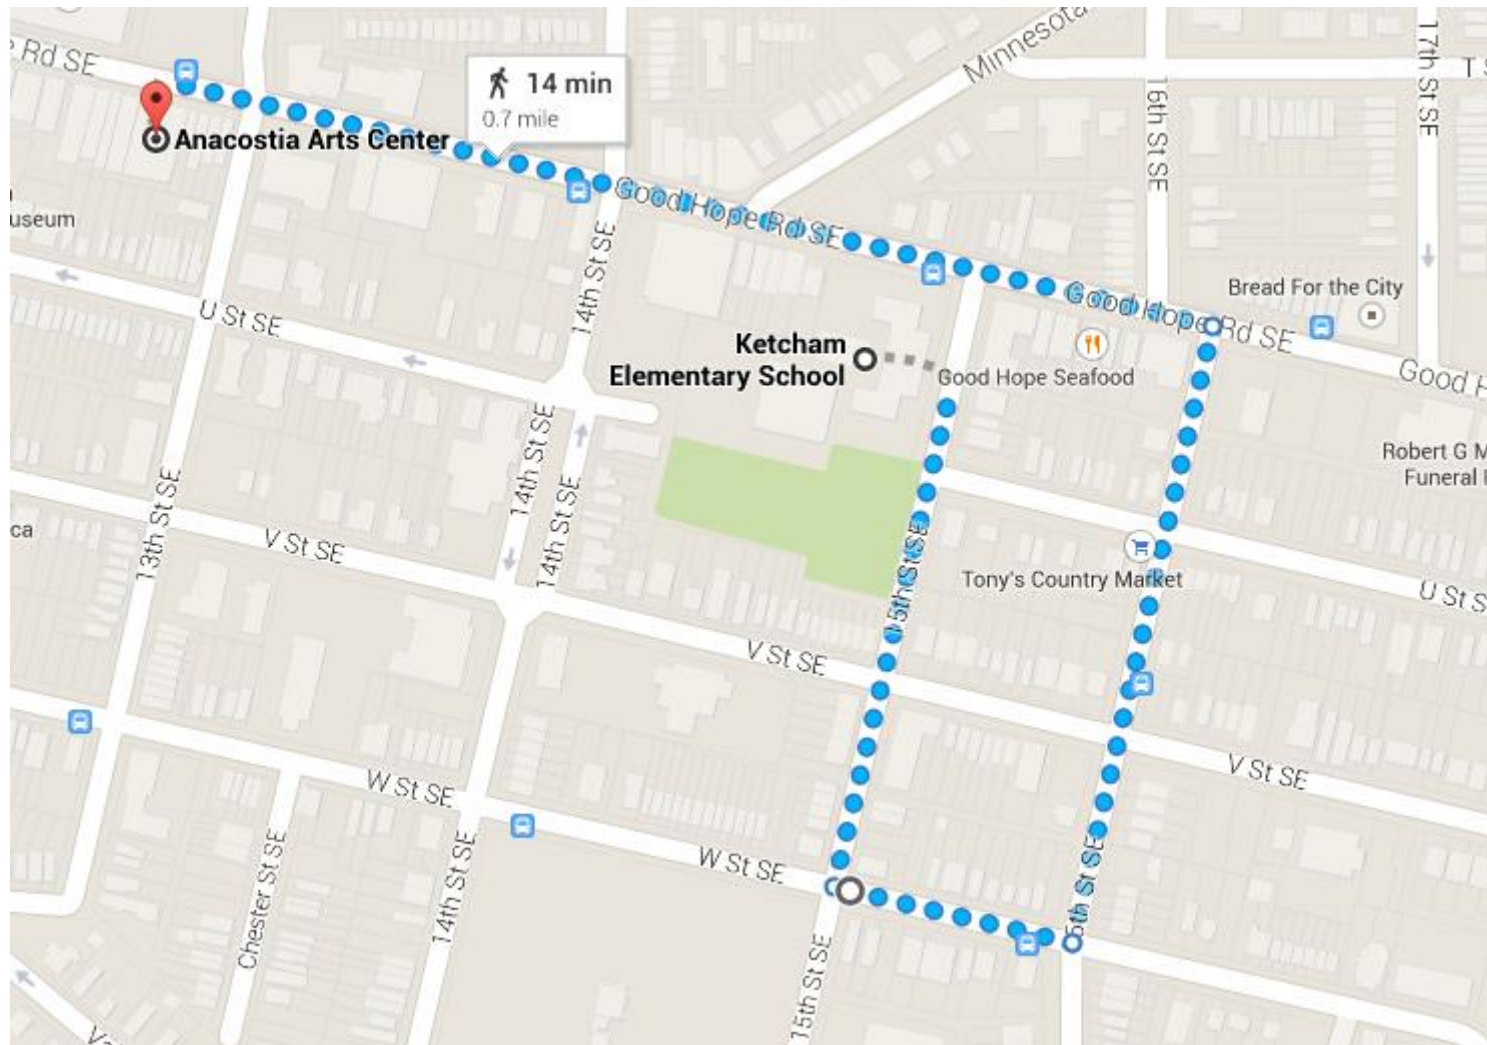 Rd SE
Minnesota
17th St SE
T S
14 min
0.7 mile
16th St SE
Anacostia Arts Center
Good Hope Rd SE
useum
14th St SE
Bread For the City
Good Hope Rd SE
U St SE
Ketcham
Elementary School
Good Hope Seafood
Good H
14th St SE
14th St SE
Robert G M
Funeral
13th St SE
ca
V St SE
15th St SE
Tony's Country Market
U St S
V St SE
V St SE
W St SE
W St SE
Chester St SE
14th St SE
6th St SE
15th St SE